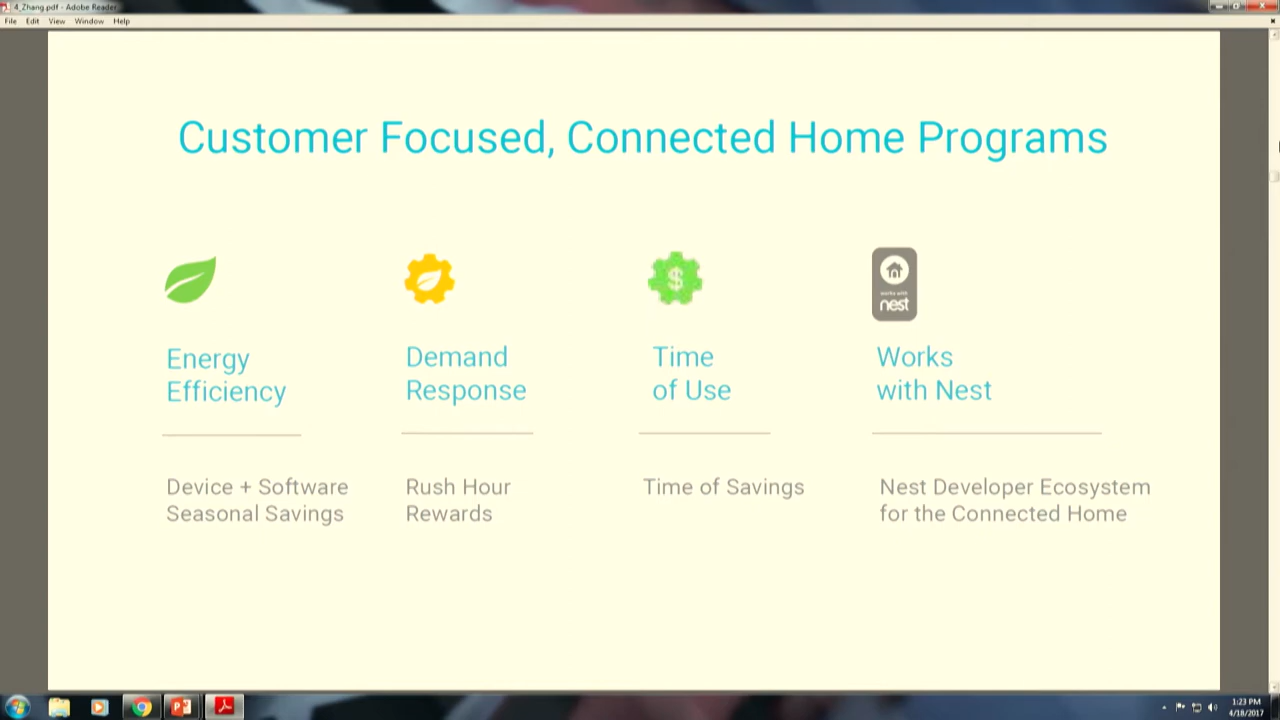 4_Zhang.pdf - Adobe Reader
File Edit View Window Help
Customer Focused, Connected Home Programs
works with
nest
Energy
Efficiency
Demand
Response
Time
of Use
Works
with Nest
Device + Software
Seasonal Savings
Rush Hour
Rewards
Time of Savings
Nest Developer Ecosystem
for the Connected Home
1:23 PM
4/18/2017